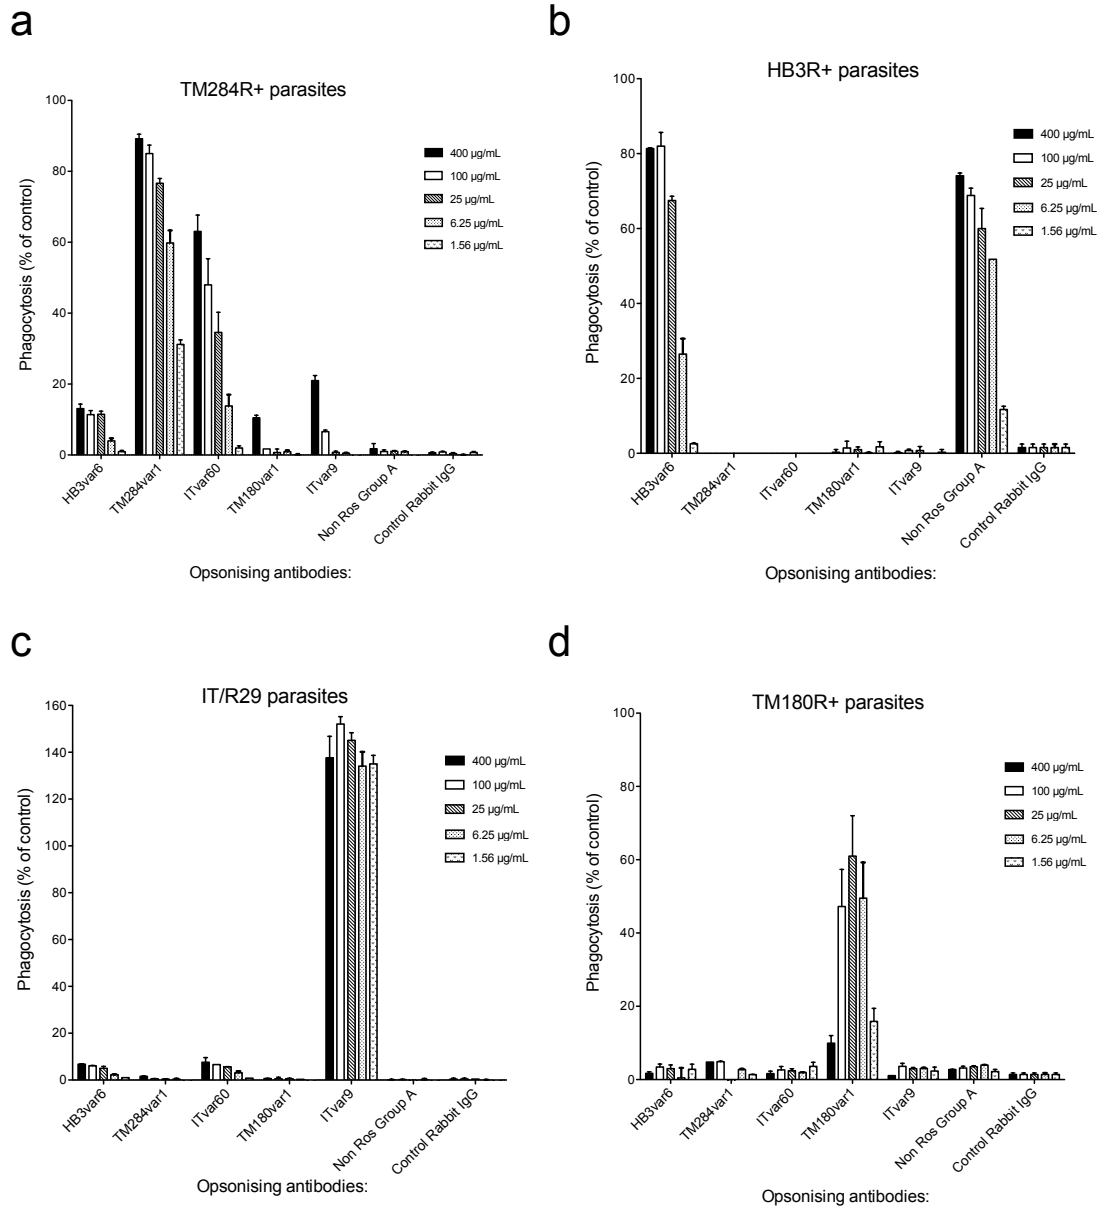 a
TM284R+ parasites
Phagocytosis (% of control)
100
80
60
40
20
0
400 µg/mL
100 µg/mL
25 µg/mL
6.25 µg/mL
1.56 µg/mL
HB3var6
TM284var1
ITvar60
TM180var1
ITvar9
Non Ros Group A
Control Rabbit IgG
Opsonising antibodies:
b
HB3R+ parasites
Phagocytosis (% of control)
100
80
60
40
20
0
400 µg/mL
100 µg/mL
25 µg/mL
6.25 µg/mL
1.56 µg/mL
HB3var6
TM284var1
ITvar60
TM180var1
ITvar9
Non Ros Group A
Control Rabbit IgG
Opsonising antibodies:
c
IT/R29 parasites
Phagocytosis (% of control)
160
140
120
100
80
60
40
20
0
400 µg/mL
100 µg/mL
25 µg/mL
6.25 µg/mL
1.56 µg/mL
HB3var6
TM284var1
ITvar60
TM180var1
ITvar9
Non Ros Group A
Control Rabbit IgG
Opsonising antibodies:
d
TM180R+ parasites
Phagocytosis (% of control)
100
80
60
40
20
0
400 µg/mL
100 µg/mL
25 µg/mL
6.25 µg/mL
1.56 µg/mL
HB3var6
TM284var1
ITvar60
TM180var1
ITvar9
Non Ros Group A
Control Rabbit IgG
Opsonising antibodies: